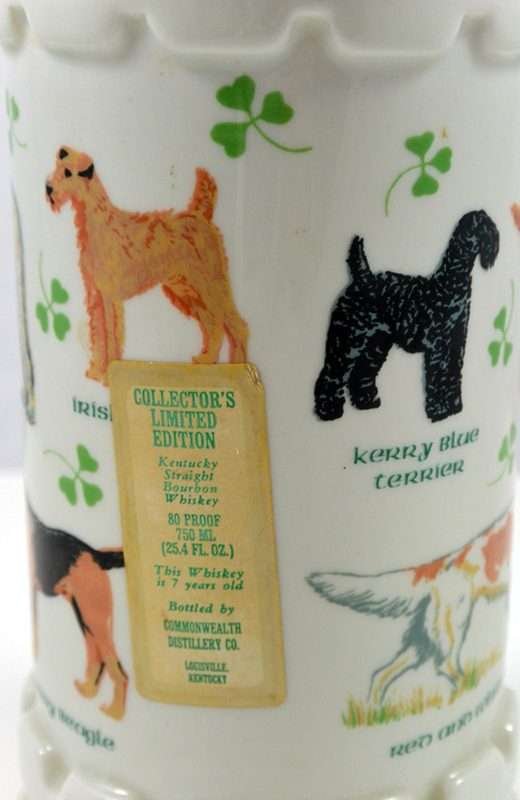 COLLECTOR'S
LIMITED
EDITION
Kentucky
Straight
Bourbon
Whiskey
80 PROOF
750 ML
(25.4 FL. OZ.)
This Whiskey
is 7 years old
Bottled by
COMMONWEALTH
DISTILLERY CO.
LOUISVILLE,
KENTUCKY
KERRY BLUE
TERRIER
Beagle
RED AND